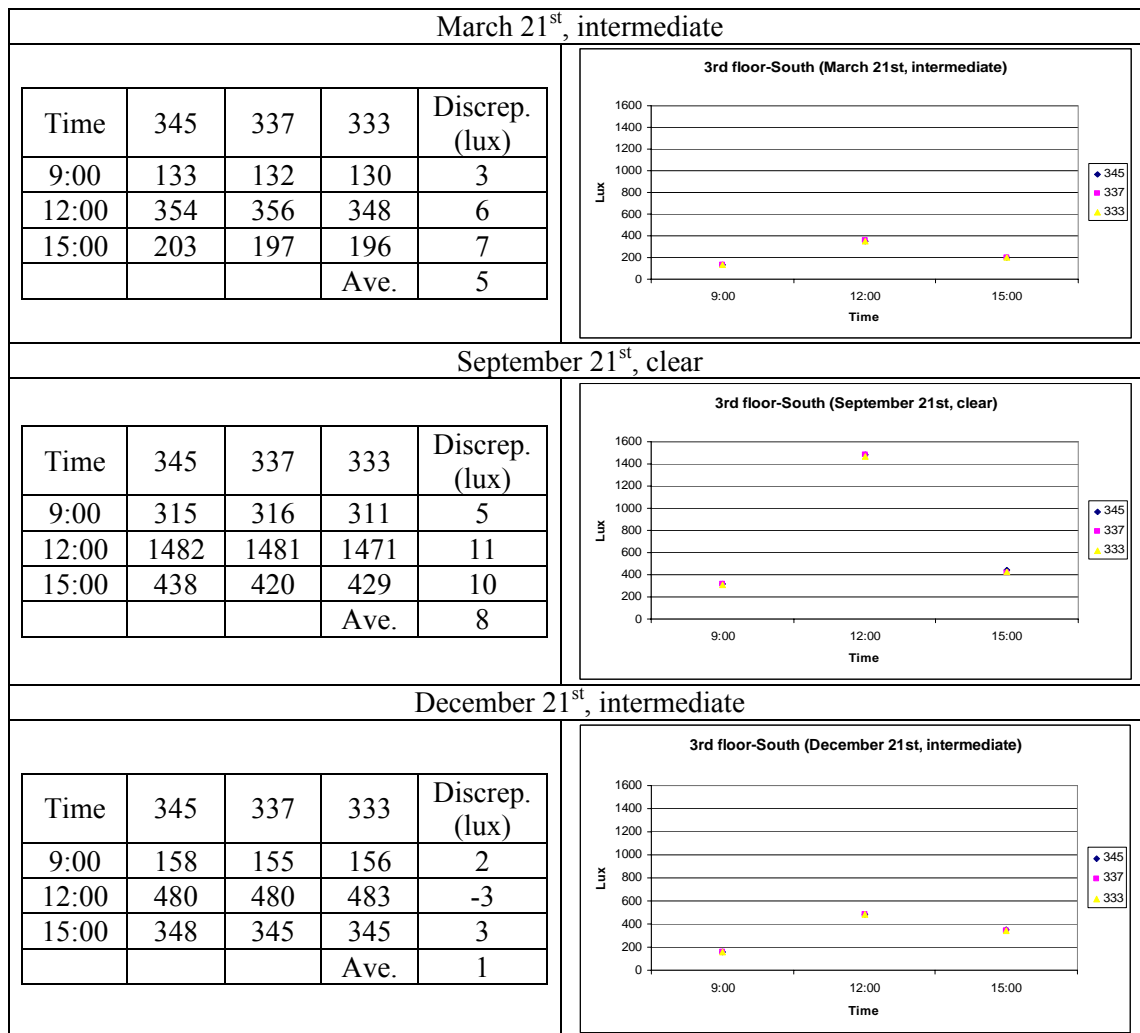 March 21st, intermediate
Time 345 337 333 Discrep. (lux)
9:00 133 132 130 3
12:00 354 356 348 6
15:00 203 197 196 7
Ave. 5
3rd floor-South (March 21st, intermediate)
1600
1400
1200
1000
800
600
400
200
0
Lux
9:00 12:00 15:00
Time
345
337
333
September 21st, clear
Time 345 337 333 Discrep. (lux)
9:00 315 316 311 5
12:00 1482 1481 1471 11
15:00 438 420 429 10
Ave. 8
3rd floor-South (September 21st, clear)
1600
1400
1200
1000
800
600
400
200
0
Lux
9:00 12:00 15:00
Time
345
337
333
December 21st, intermediate
Time 345 337 333 Discrep. (lux)
9:00 158 155 156 2
12:00 480 480 483 -3
15:00 348 345 345 3
Ave. 1
3rd floor-South (December 21st, intermediate)
1600
1400
1200
1000
800
600
400
200
0
Lux
9:00 12:00 15:00
Time
345
337
333